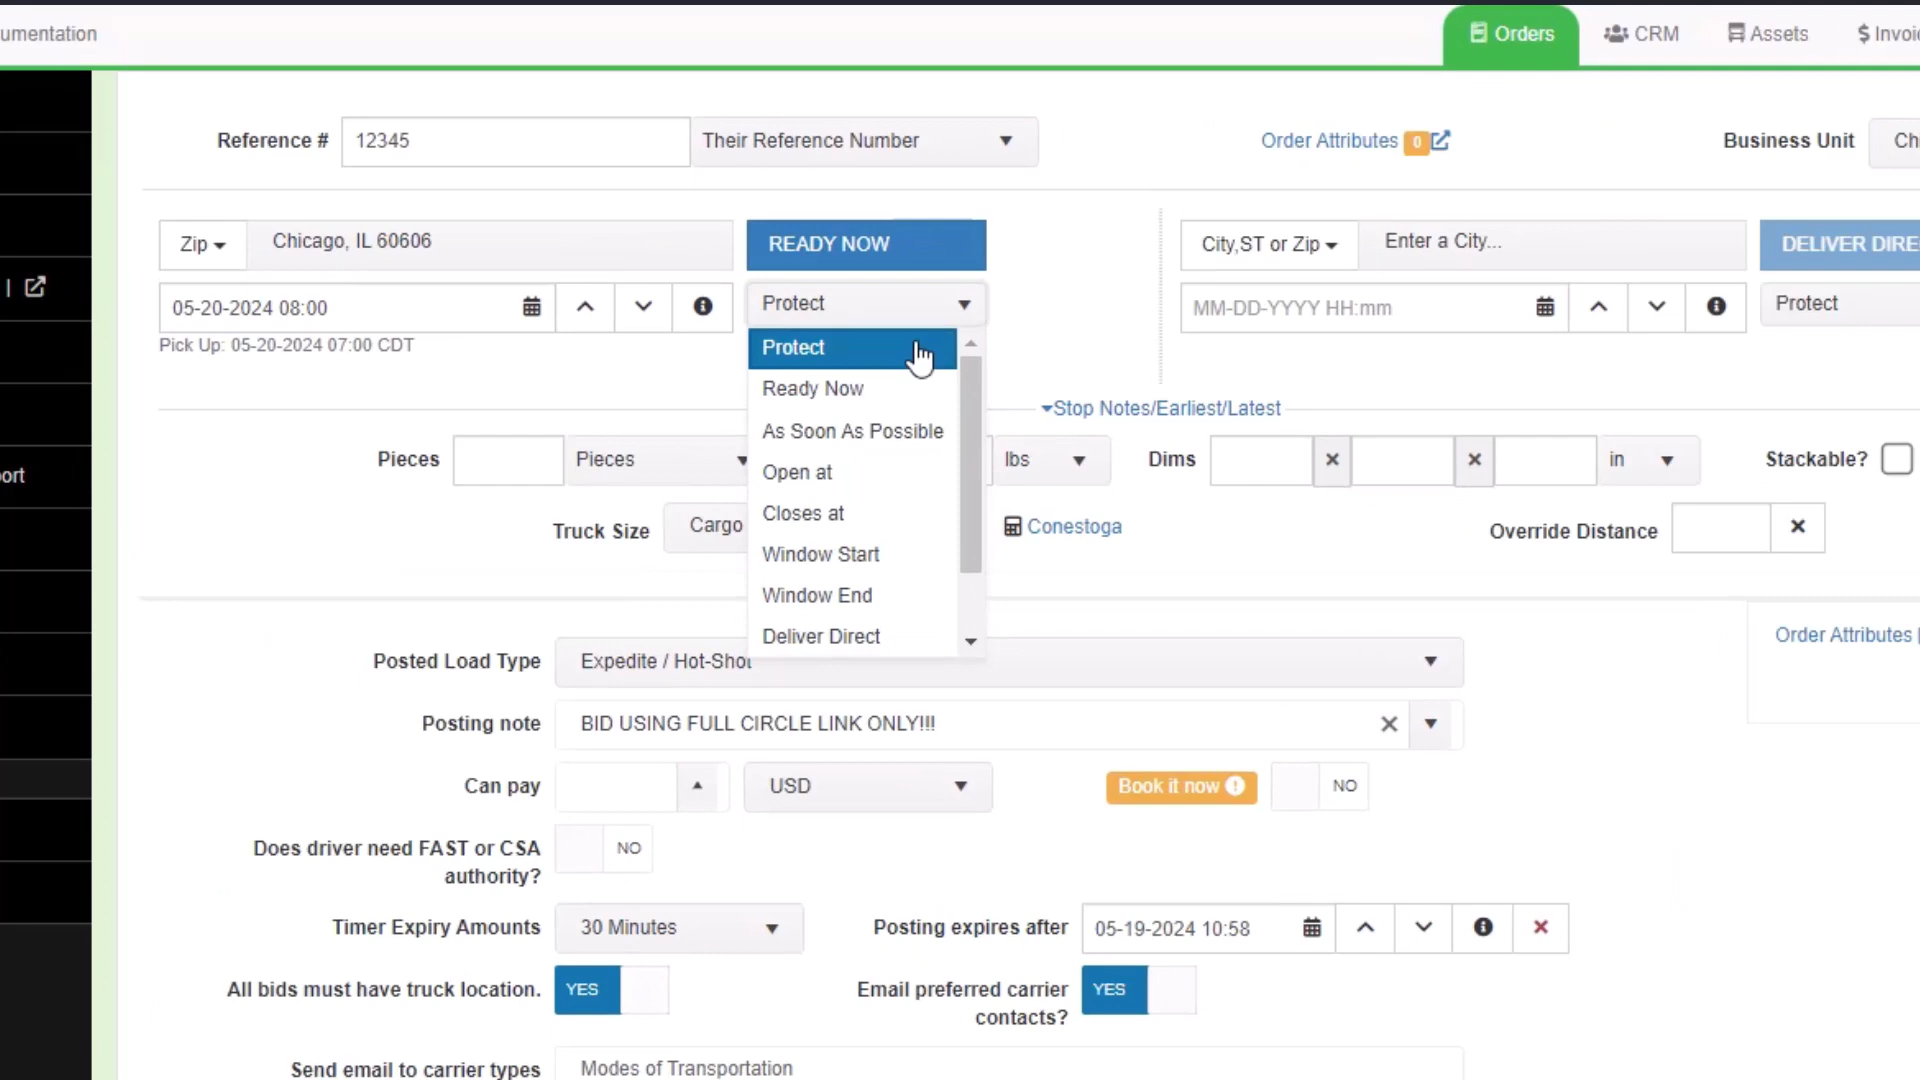 umentation
Orders
CRM
Assets
$ Invoi
Reference #
12345
Their Reference Number
Order Attributes 0
Business Unit
Ch
Zip
Chicago, IL 60606
READY NOW
City,ST or Zip
Enter a City...
DELIVER DIRE
05-20-2024 08:00
Protect
MM-DD-YYYY HH:mm
Protect
Pick Up: 05-20-2024 07:00 CDT
Protect
Ready Now
As Soon As Possible
Open at
Closes at
Window Start
Window End
Deliver Direct
Stop Notes/Earliest/Latest
Pieces
Pieces
lbs
Dims
in
Stackable?
ort
Truck Size
Cargo
Conestoga
Override Distance
Order Attributes
Posted Load Type
Expedite / Hot-Shot
Posting note
BID USING FULL CIRCLE LINK ONLY!!!
Can pay
USD
Book it now
NO
Does driver need FAST or CSA
authority?
NO
Timer Expiry Amounts
30 Minutes
Posting expires after
05-19-2024 10:58
All bids must have truck location.
YES
Email preferred carrier
contacts?
YES
Send email to carrier types
Modes of Transportation